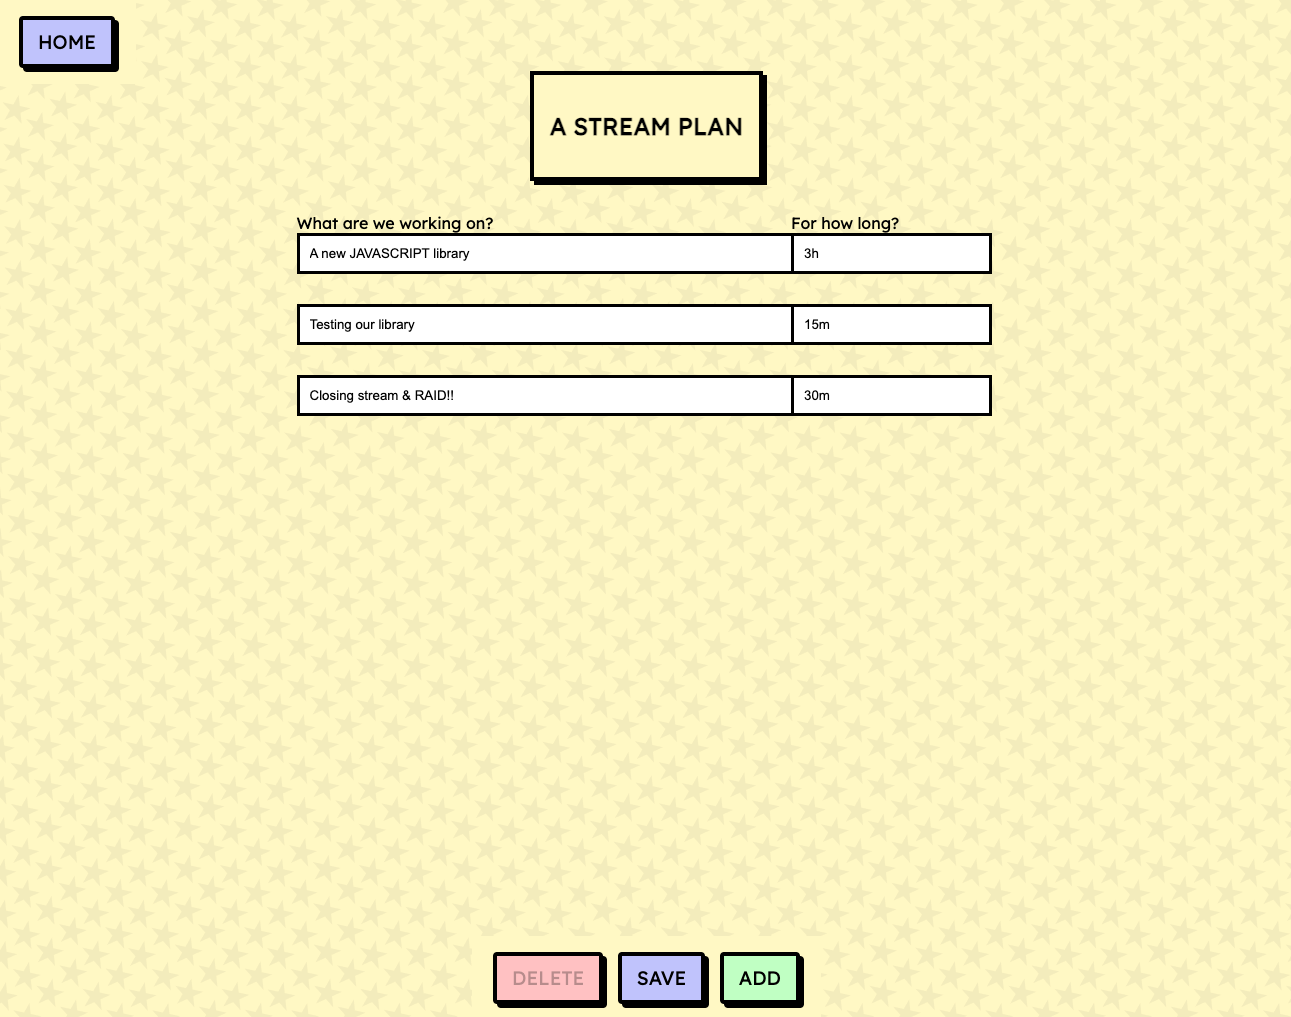 HOME
A STREAM PLAN
What are we working on? For how long?
A new JAVASCRIPT library 3h
Testing our library 15m
Closing stream & RAID!! 30m
DELETE SAVE ADD